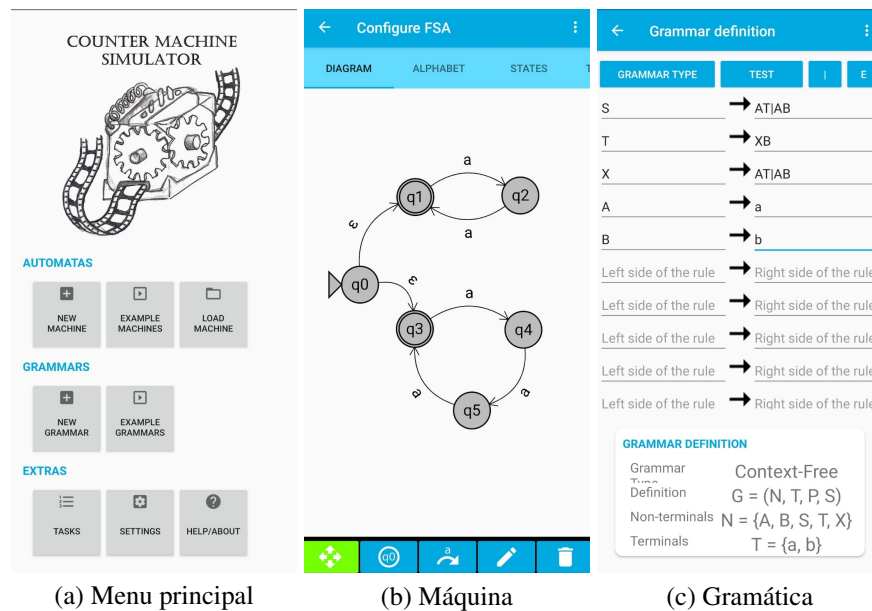 COUNTER MACHINE
SIMULATOR
AUTOMATAS
NEW
MACHINE
EXAMPLE
MACHINES
LOAD
MACHINE
GRAMMARS
NEW
GRAMMAR
EXAMPLE
GRAMMARS
EXTRAS
TASKS
SETTINGS
HELP/ABOUT
(a) Menu principal
Configure FSA
DIAGRAM ALPHABET STATES T
a
q1
q2
a
ε
q0
ε
a
q3
q4
a
a
q5
q0
a
(b) Máquina
Grammar definition
GRAMMAR TYPE TEST | E
S AT|AB
T XB
X AT|AB
A a
B b
Left side of the rule Right side of the rule
Left side of the rule Right side of the rule
Left side of the rule Right side of the rule
Left side of the rule Right side of the rule
Left side of the rule Right side of the rule
GRAMMAR DEFINITION
Grammar Context-Free
Definition G = (N, T, P, S)
Non-terminals N = {A, B, S, T, X}
Terminals T = {a, b}
(c) Gramática